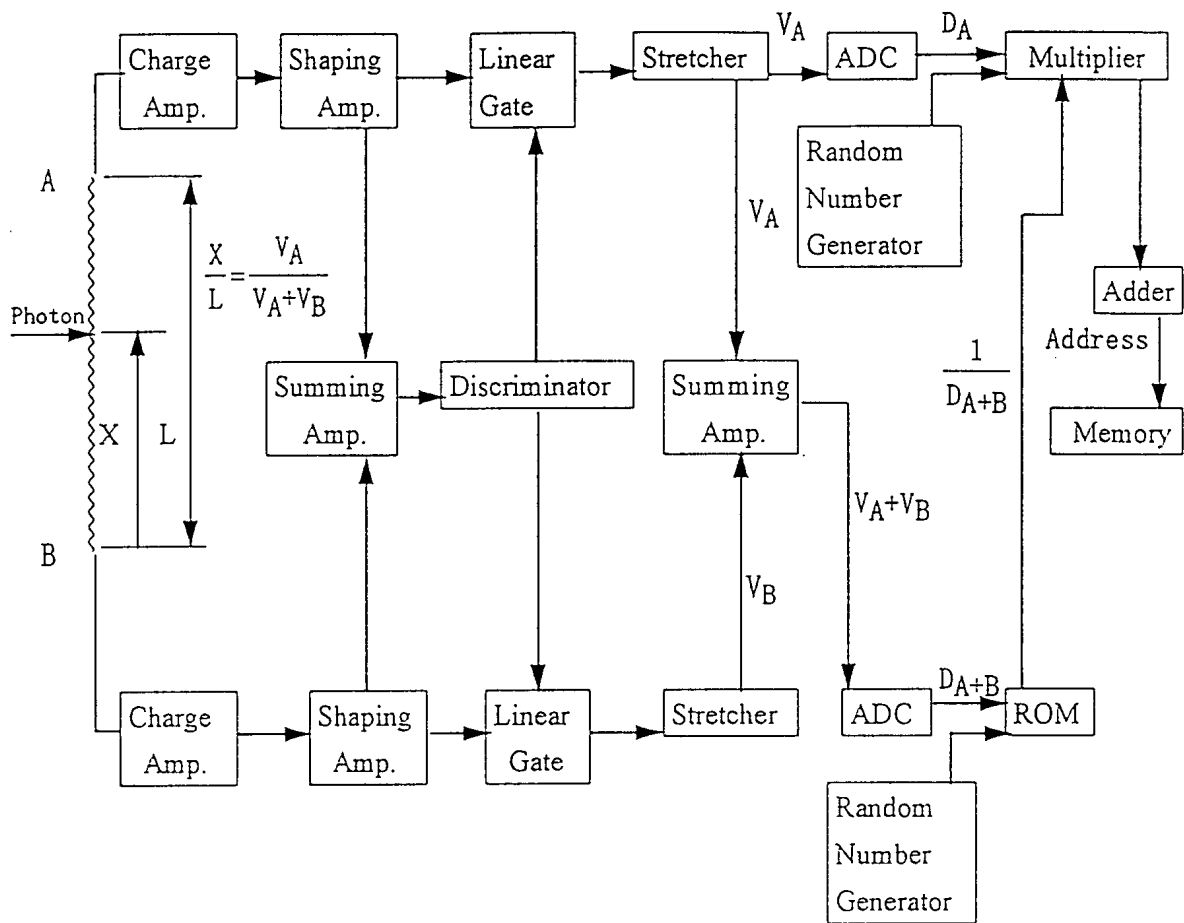 Charge
Amp.
Shaping
Amp.
Linear
Gate
Stretcher
V_A
ADC
D_A
Multiplier
Random
Number
Generator
A
X/L = V_A/(V_A+V_B)
V_A
Adder
Address
Memory
Photon
X
L
Summing
Amp.
Discriminator
Summing
Amp.
1/D_A+B
V_A+V_B
B
V_B
Charge
Amp.
Shaping
Amp.
Linear
Gate
Stretcher
ADC
D_A+B
ROM
Random
Number
Generator